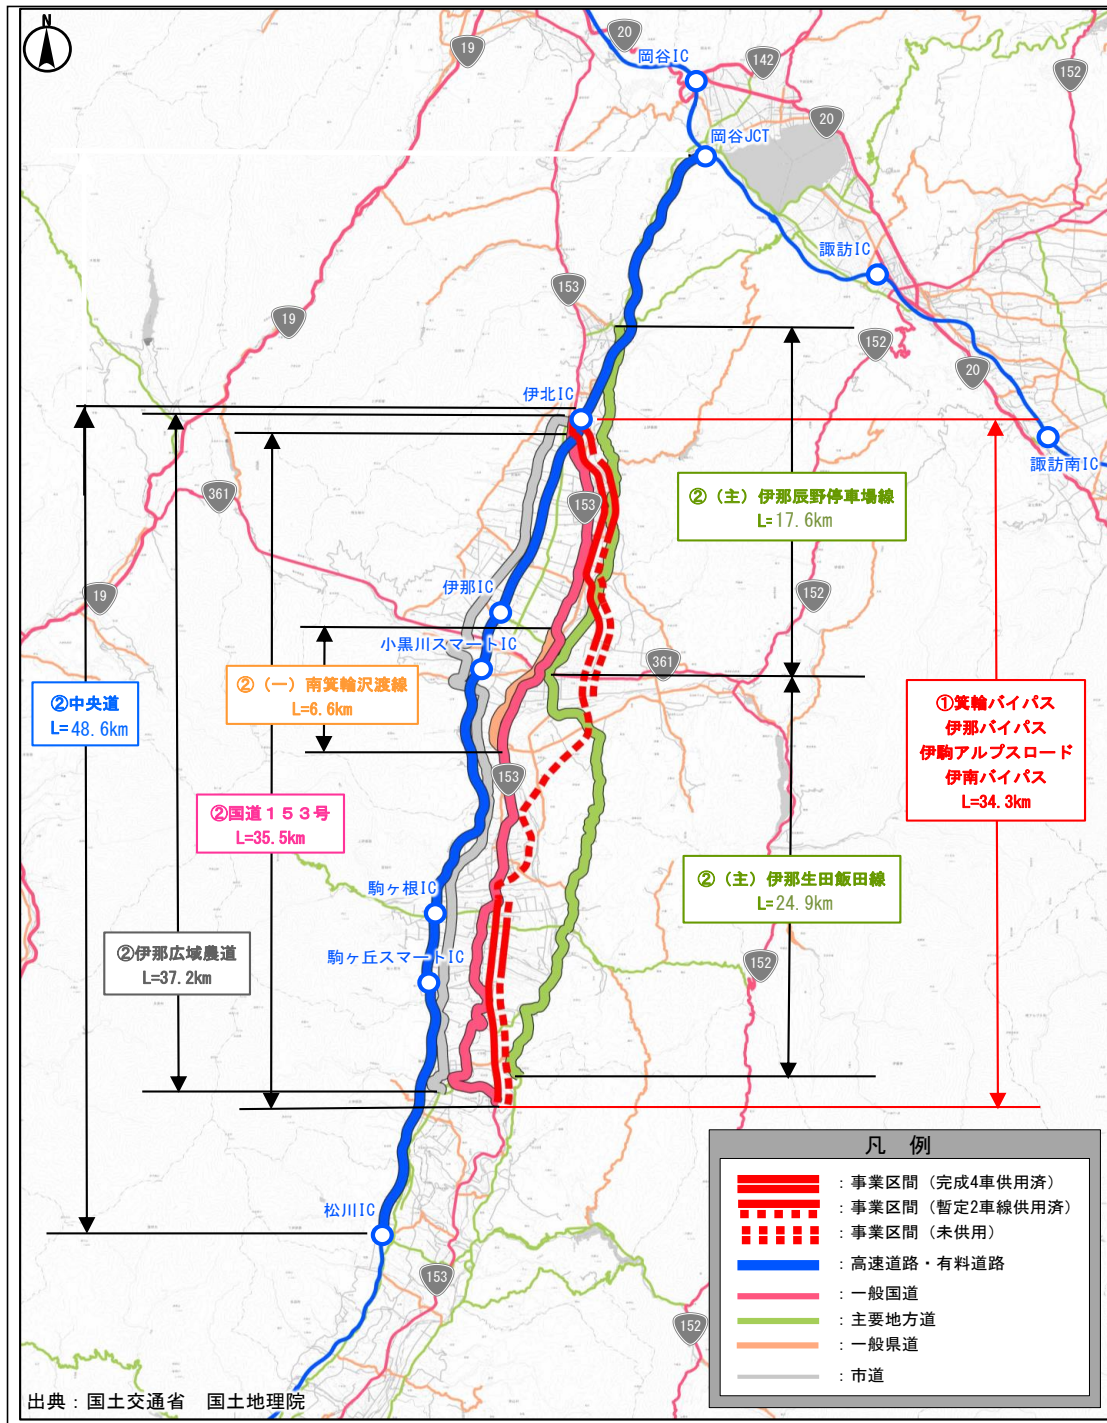 N
19
20
岡谷IC
142
152
20
岡谷JCT
諏訪IC
153
19
152
20
伊北IC
諏訪南IC
361
153
②（主）伊那辰野停車場線
L=17.6km
伊那IC
19
152
小黒川スマートIC
361
②（一）南箕輪沢渡線
L=6.6km
②中央道
L=48.6km
①箕輪バイパス
伊那バイパス
伊駒アルプスロード
伊南バイパス
L=34.3km
153
②国道１５３号
L=35.5km
駒ヶ根IC
②（主）伊那生田飯田線
L=24.9km
②伊那広域農道
L=37.2km
駒ヶ丘スマートIC
152
松川IC
153
152
凡　例
：事業区間（完成4車供用済）
：事業区間（暫定2車線供用済）
：事業区間（未供用）
：高速道路・有料道路
：一般国道
：主要地方道
：一般県道
：市道
出典：国土交通省　国土地理院